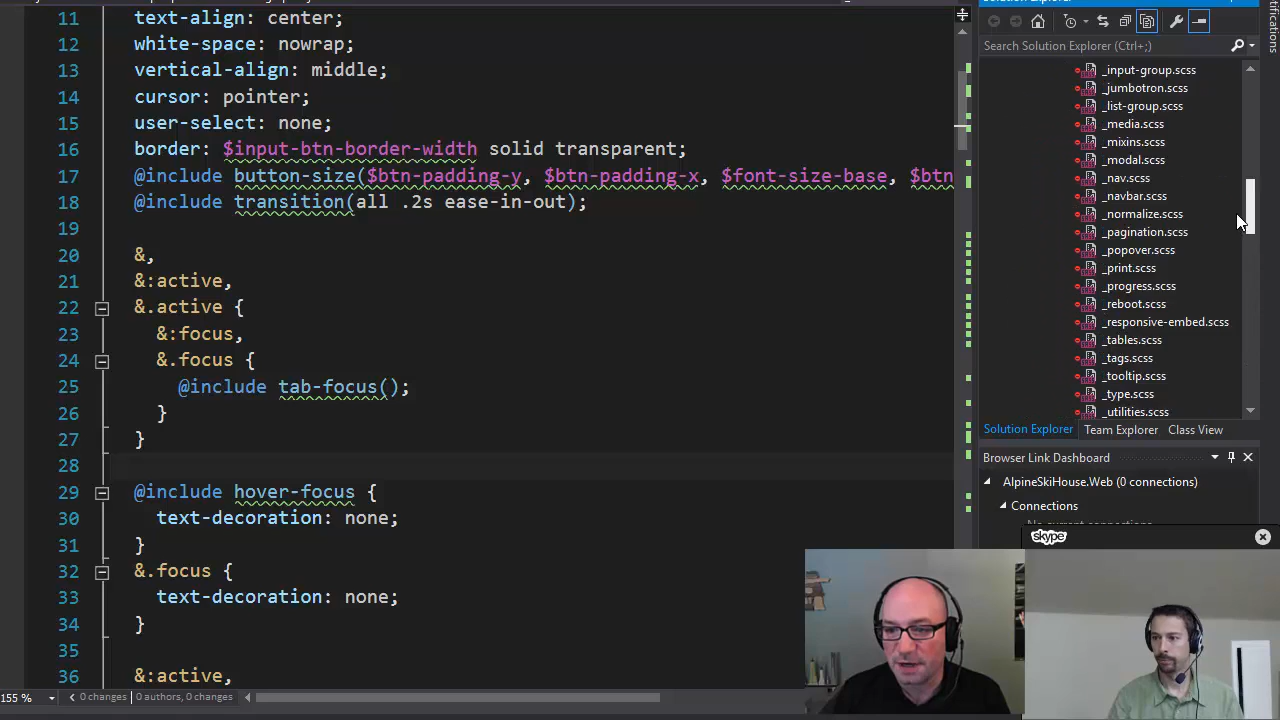 11 text-align: center;
12 white-space: nowrap;
13 vertical-align: middle;
14 cursor: pointer;
15 user-select: none;
16 border: $input-btn-border-width solid transparent;
17 @include button-size($btn-padding-y, $btn-padding-x, $font-size-base, $btn
18 @include transition(all .2s ease-in-out);
19
20 &,
21 &:active,
22 &.active {
23 &:focus,
24 &.focus {
25 @include tab-focus();
26 }
27 }
28
29 @include hover-focus {
30 text-decoration: none;
31 }
32 &.focus {
33 text-decoration: none;
34 }
35
36 &:active,
155 % 0 changes | 0 authors, 0 changes
Search Solution Explorer (Ctrl+;)
_input-group.scss
_jumbotron.scss
_list-group.scss
_media.scss
_mixins.scss
_modal.scss
_nav.scss
_navbar.scss
_normalize.scss
_pagination.scss
_popover.scss
_print.scss
_progress.scss
_reboot.scss
_responsive-embed.scss
_tables.scss
_tags.scss
_tooltip.scss
_type.scss
_utilities.scss
Solution Explorer Team Explorer Class View
Browser Link Dashboard
AlpineSkiHouse.Web (0 connections)
Connections
skype